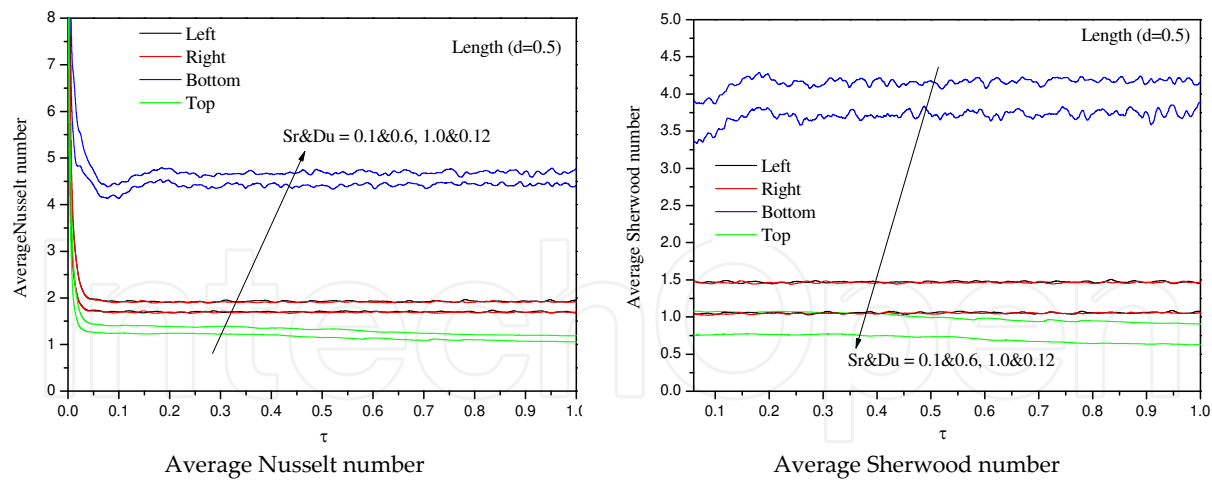 8
7
6
5
4
3
2
1
0
AverageNusselt number
Left
Right
Bottom
Top
Length (d=0.5)
Sr&Du = 0.1&0.6, 1.0&0.12
0.0 0.1 0.2 0.3 0.4 0.5 0.6 0.7 0.8 0.9 1.0
τ
Average Nusselt number
5.0
4.5
4.0
3.5
3.0
2.5
2.0
1.5
1.0
0.5
0.0
Average Sherwood number
Length (d=0.5)
Left
Right
Bottom
Top
Sr&Du = 0.1&0.6, 1.0&0.12
0.1 0.2 0.3 0.4 0.5 0.6 0.7 0.8 0.9 1.0
τ
Average Sherwood number
intechopen